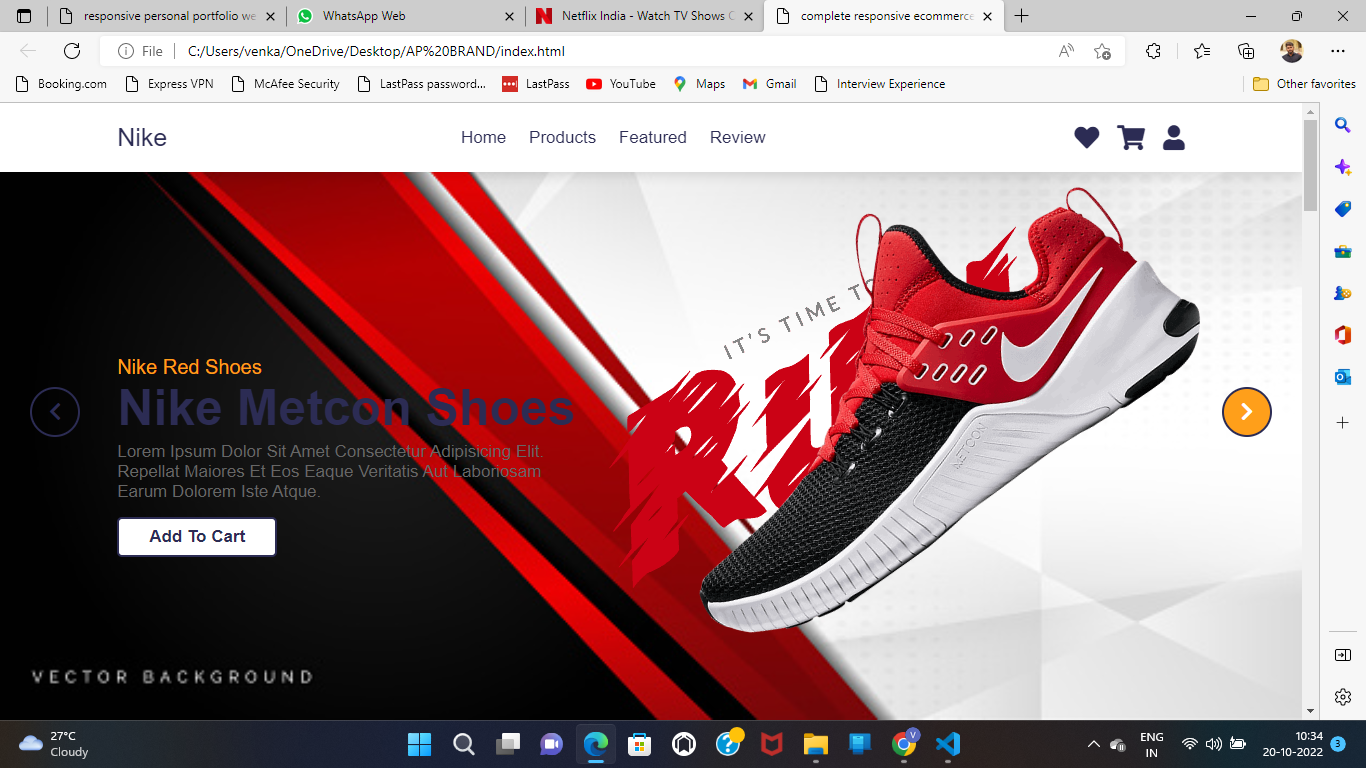 responsive personal portfolio we
WhatsApp Web
Netflix India - Watch TV Shows O
complete responsive ecommerce
File
C:/Users/venka/OneDrive/Desktop/AP%20BRAND/index.html
Booking.com
Express VPN
McAfee Security
LastPass password...
LastPass
YouTube
Maps
Gmail
Interview Experience
Other favorites
Nike
Home
Products
Featured
Review
IT'S TIME TO
Nike Red Shoes
Nike Metcon Shoes
Lorem Ipsum Dolor Sit Amet Consectetur Adipisicing Elit.
Repellat Maiores Et Eos Eaque Veritatis Aut Laboriosam
Earum Dolorem Iste Atque.
Add To Cart
METCON
VECTOR BACKGROUND
27°C
Cloudy
ENG
IN
10:34
20-10-2022
3